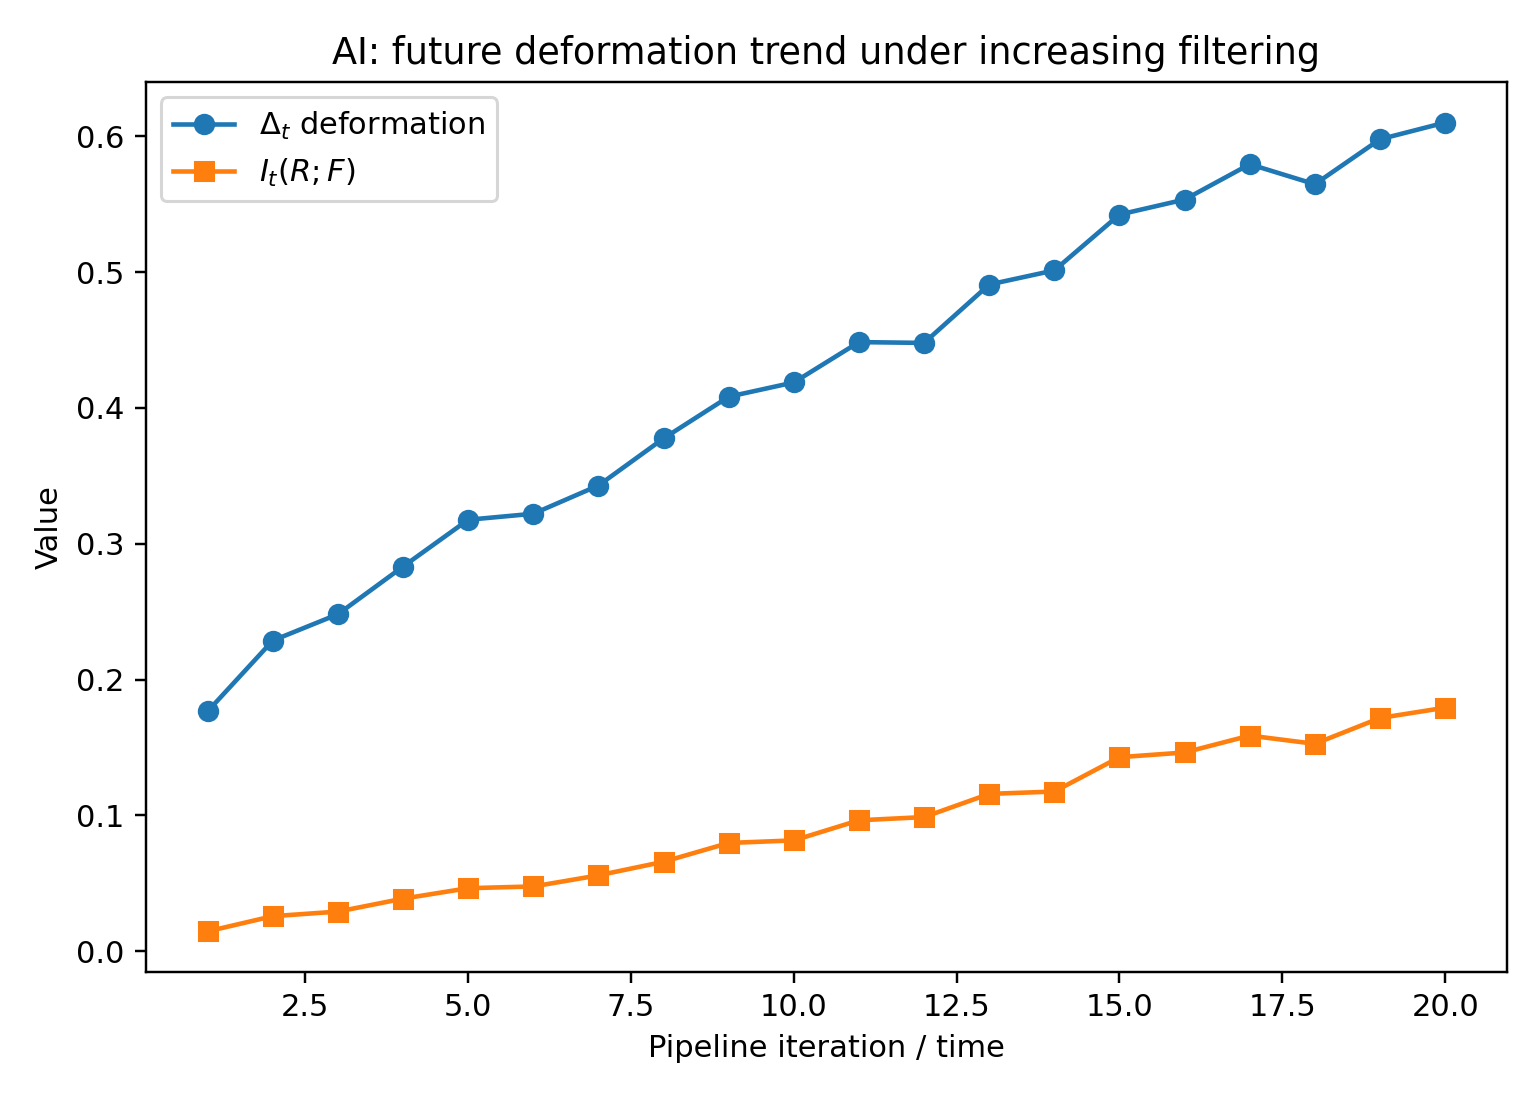 AI: future deformation trend under increasing filtering
Δₜ deformation
Iₜ(R; F)
0.6
0.5
0.4
0.3
0.2
0.1
0.0
Value
2.5 5.0 7.5 10.0 12.5 15.0 17.5 20.0
Pipeline iteration / time